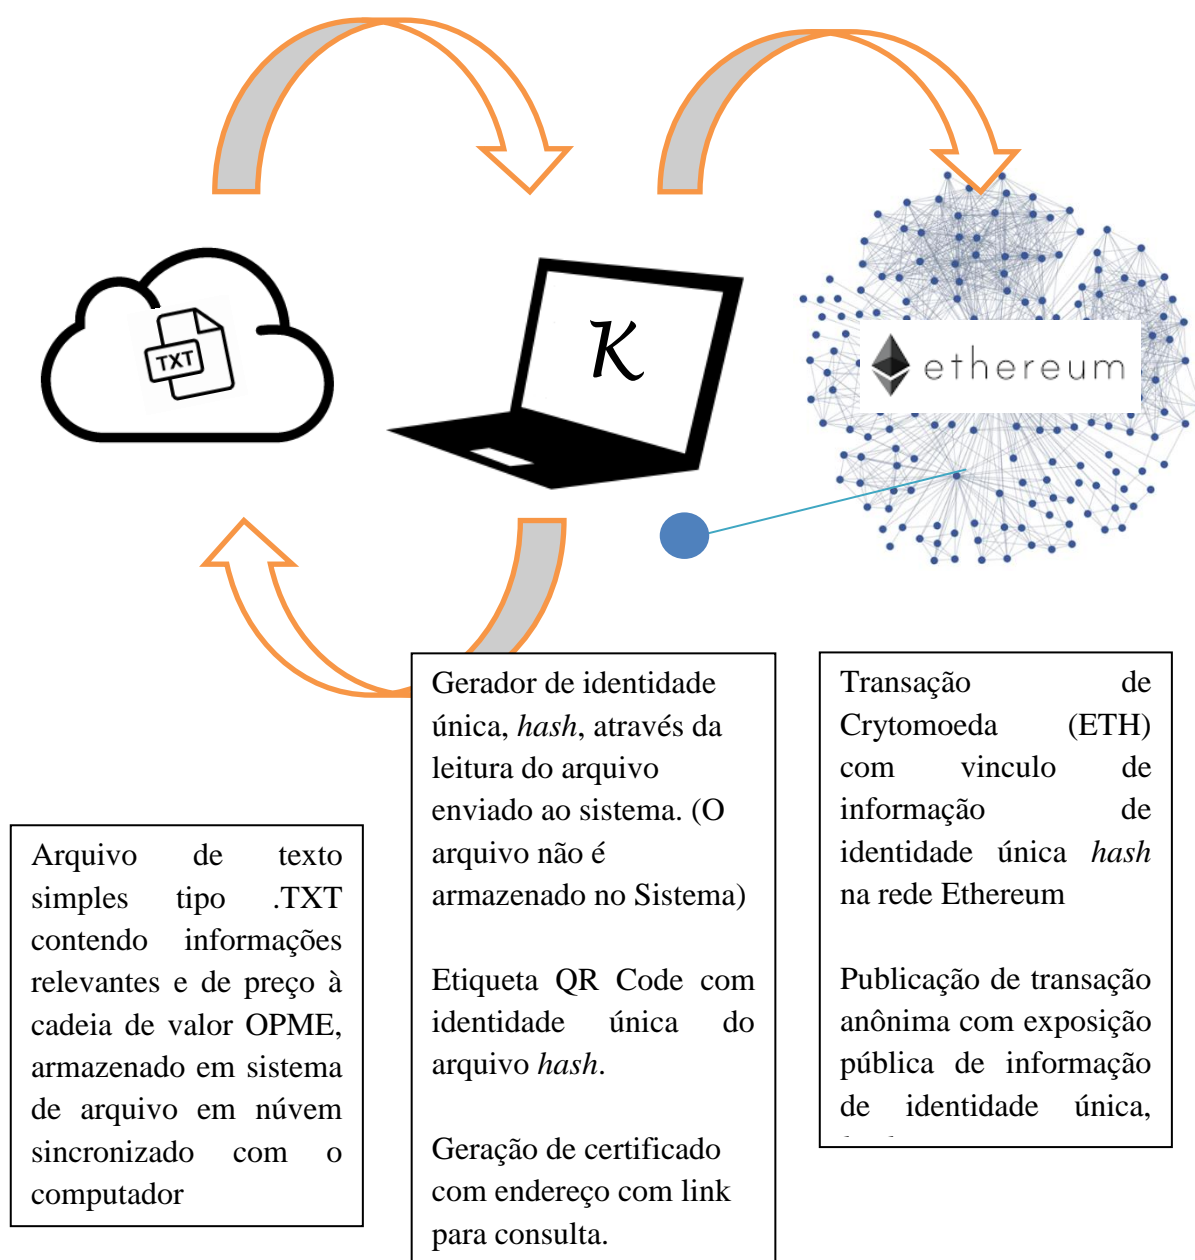 TXT
K
ethereum
Arquivo de texto
simples tipo .TXT
contendo informações
relevantes e de preço à
cadeia de valor OPME,
armazenado em sistema
de arquivo em núvem
sincronizado com o
computador
Gerador de identidade
única, hash, através da
leitura do arquivo
enviado ao sistema. (O
arquivo não é
armazenado no Sistema)
Etiqueta QR Code com
identidade única do
arquivo hash.
Geração de certificado
com endereço com link
para consulta.
Transação de
Crytomoeda (ETH)
com vinculo de
informação de
identidade única hash
na rede Ethereum
Publicação de transação
anônima com exposição
pública de informação
de identidade única,